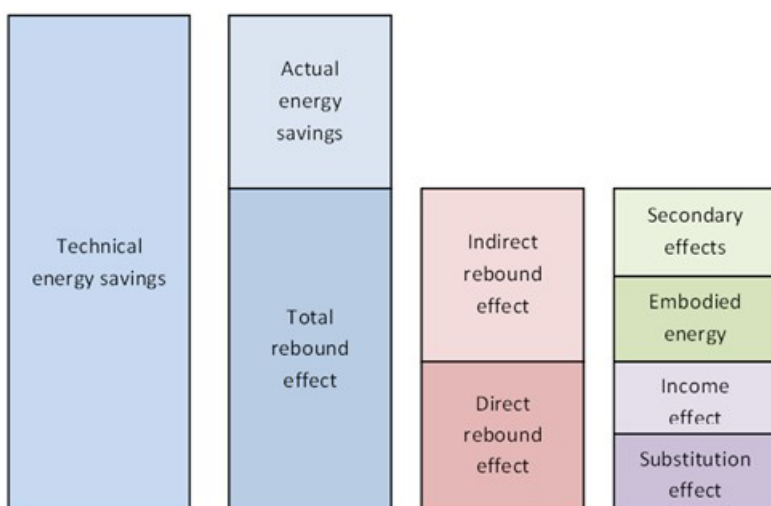 Technical
energy savings
Actual
energy
savings
Total
rebound
effect
Indirect
rebound
effect
Direct
rebound
effect
Secondary
effects
Embodied
energy
Income
effect
Substitution
effect